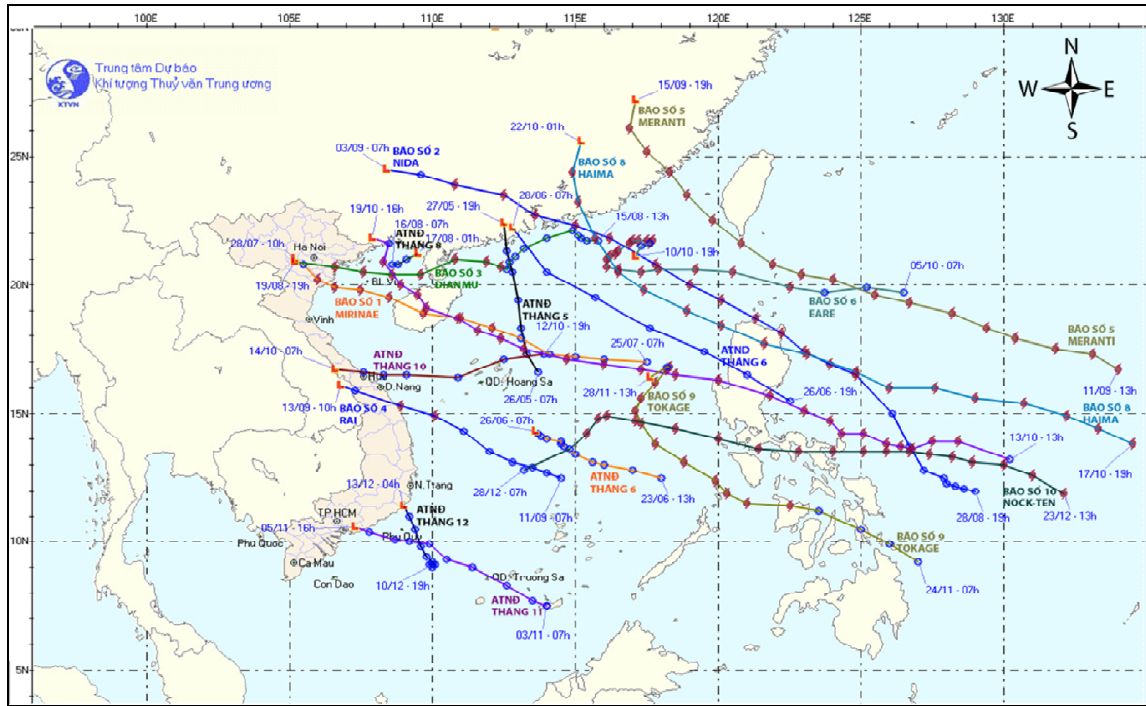 100E 105E 110E 115E 120E 125E 130E
Trung tâm Dự báo
Khí tượng Thuỷ văn Trung ương
KTVN
N
W E
S
15/09 - 19h
BÃO SỐ 5
MERANTI
22/10 - 01h
BÃO SỐ 8
HAIMA
25N
03/09 - 07h
BÃO SỐ 2
NIDA
28/06 - 07h
27/05 - 19h
19/10 - 16h
16/08 - 07h
ATNĐ
THÁNG 8
17/08 - 01h
15/08 - 13h
10/10 - 19h
28/07 - 10h
Ha Noi
05/10 - 07h
20N
19/08 - 19h
BÃO SỐ 3
DIANMU
BÃO SỐ 1
MIRINAE
BÃO SỐ 6
EARE
Vinh
ATNĐ
THÁNG 5
12/10 - 19h
BÃO SỐ 5
MERANTI
14/10 - 07h
ATNĐ
THÁNG 10
25/07 - 07h
ATNĐ
THÁNG 6
11/09 - 13h
D.Nang
QD. Hoang Sa
26/05 - 07h
28/11 - 13h
26/06 - 19h
15N
13/09 - 10h
BÃO SỐ 4
RAI
26/06 - 07h
BÃO SỐ 9
TOKAGE
BÃO SỐ 8
HAIMA
13/10 - 13h
17/10 - 19h
13/12 - 04h
N.Trang
28/12 - 07h
11/09 - 07h
ATNĐ
THÁNG 6
23/06 - 13h
28/08 - 19h
BÃO SỐ 10
NOCK-TEN
23/12 - 13h
TP.HCM
05/11 - 16h
ATNĐ
THÁNG 12
10N
Phu Quoc
Phu Quy
Ca Mau
Con Dao
10/12 - 19h
QD. Truong Sa
ATNĐ
THÁNG 11
03/11 - 07h
BÃO SỐ 9
TOKAGE
24/11 - 07h
5N